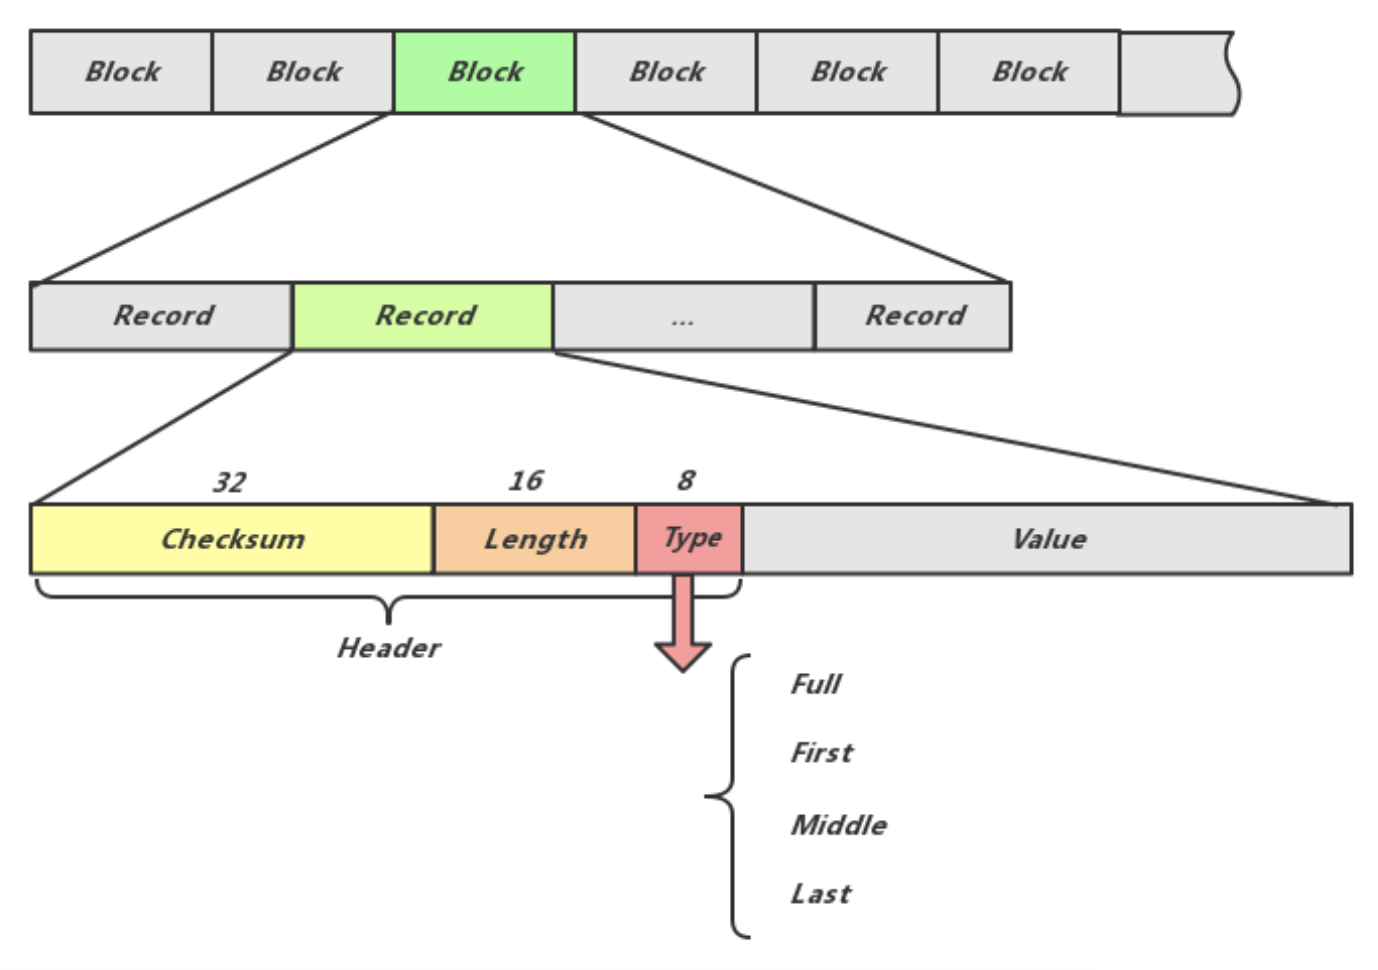 Block Block Block Block Block Block
Record Record ... Record
32 16 8
Checksum Length Type Value
Header
Full
First
Middle
Last